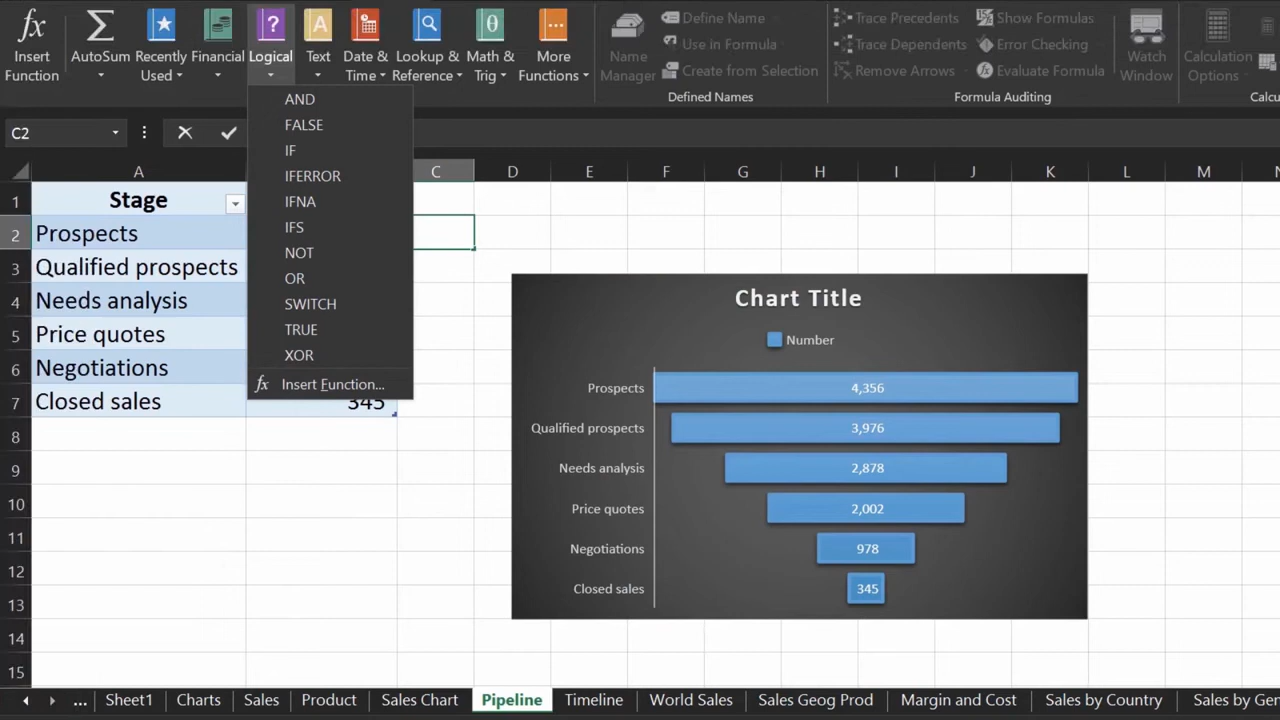 fx
Insert Function
AutoSum
Recently Used
Financial
Logical
Text
Date & Time
Lookup & Reference
Math & Trig
More Functions
Name Manager
Define Name
Use in Formula
Create from Selection
Defined Names
Trace Precedents
Trace Dependents
Remove Arrows
Show Formulas
Error Checking
Evaluate Formula
Formula Auditing
Watch Window
Calculation Options
C2
AND
FALSE
IF
IFERROR
IFNA
IFS
NOT
OR
SWITCH
TRUE
XOR
fx Insert Function...
A C D E F G H I J K L M
1 Stage
2 Prospects
3 Qualified prospects
4 Needs analysis
5 Price quotes
6 Negotiations
7 Closed sales 345
8
9
10
11
12
13
14
15
Chart Title
Number
Prospects 4,356
Qualified prospects 3,976
Needs analysis 2,878
Price quotes 2,002
Negotiations 978
Closed sales 345
... Sheet1 Charts Sales Product Sales Chart Pipeline Timeline World Sales Sales Geog Prod Margin and Cost Sales by Country Sales by Ge